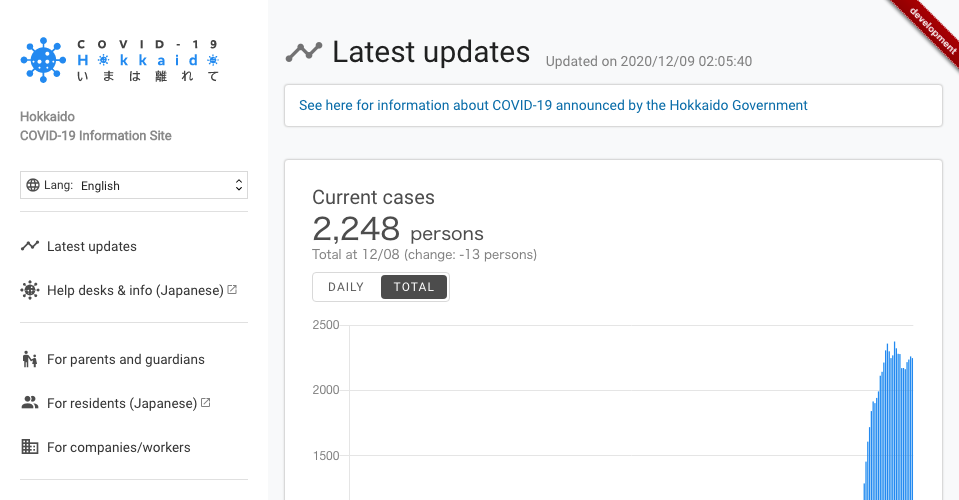 COVID-19
Hokkaido
いまは離れて
Hokkaido
COVID-19 Information Site
Lang: English
Latest updates
Help desks & info (Japanese)
For parents and guardians
For residents (Japanese)
For companies/workers
development
Latest updates Updated on 2020/12/09 02:05:40
See here for information about COVID-19 announced by the Hokkaido Government
Current cases
2,248 persons
Total at 12/08 (change: -13 persons)
DAILY TOTAL
2500
2000
1500